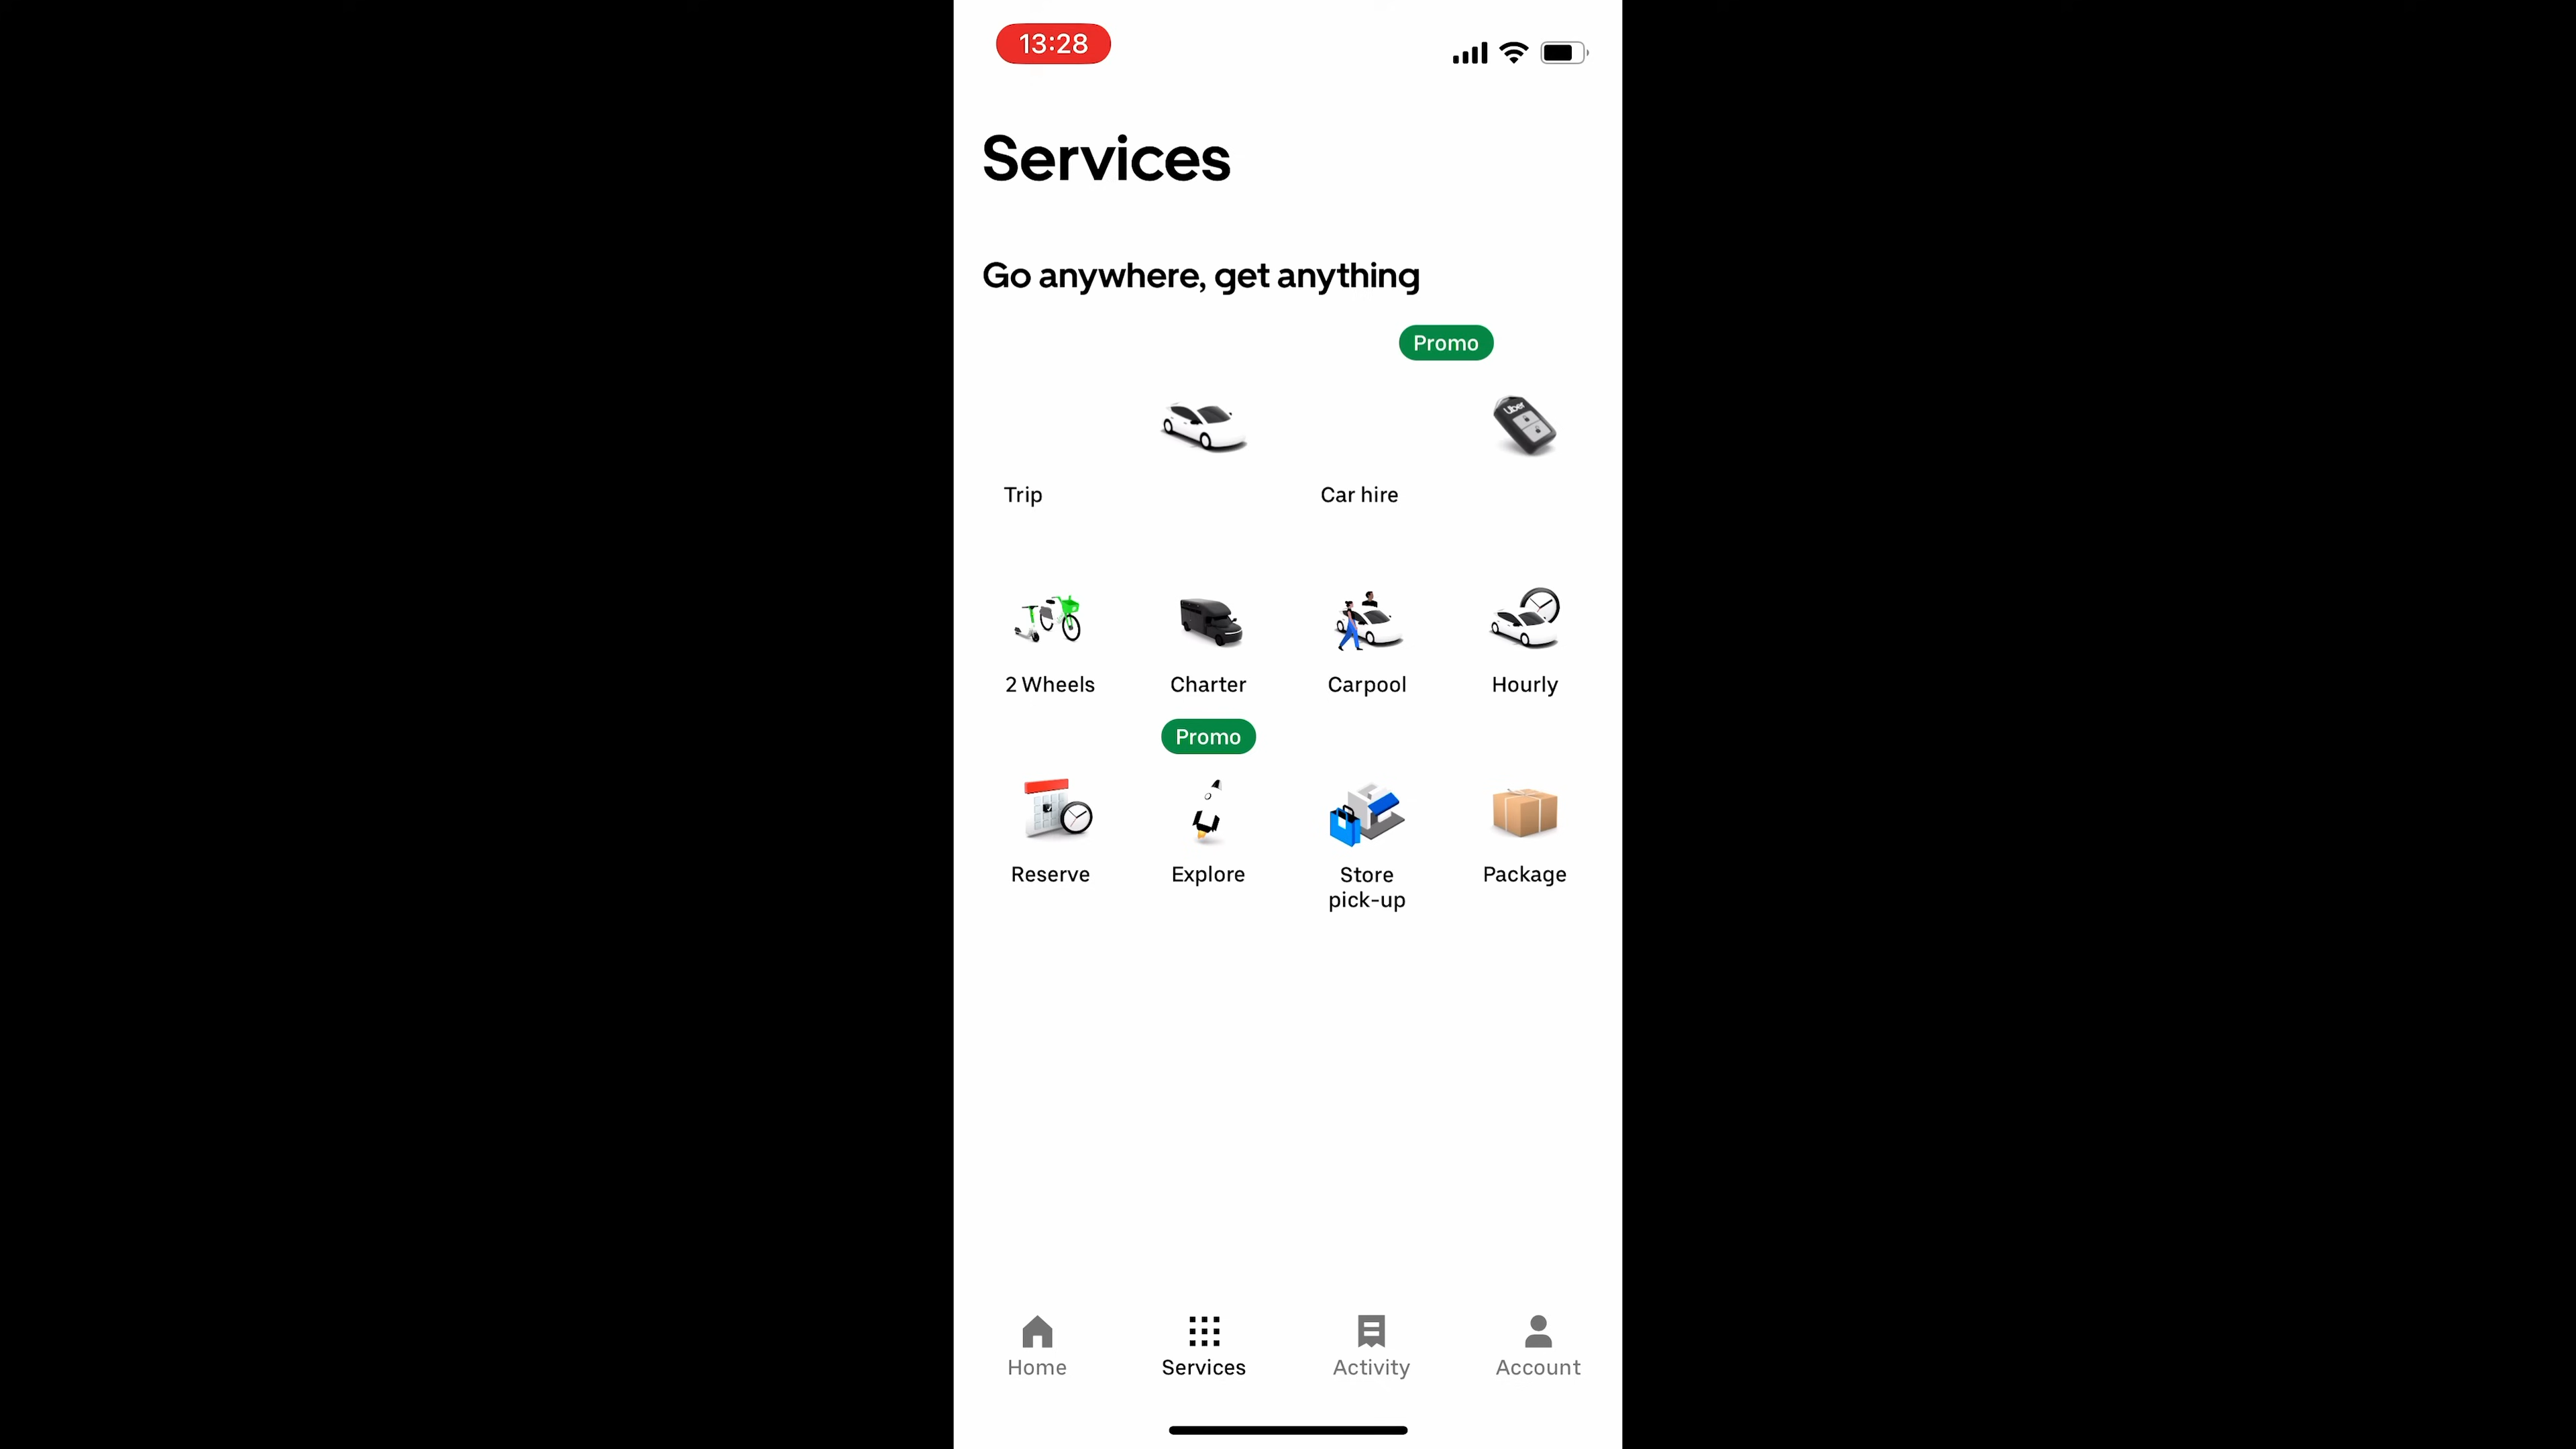 13:28
Services
Go anywhere, get anything
Promo
Uber
Trip
Car hire
2 Wheels
Charter
Carpool
Hourly
Promo
Reserve
Explore
Store
pick-up
Package
Home
Services
Activity
Account